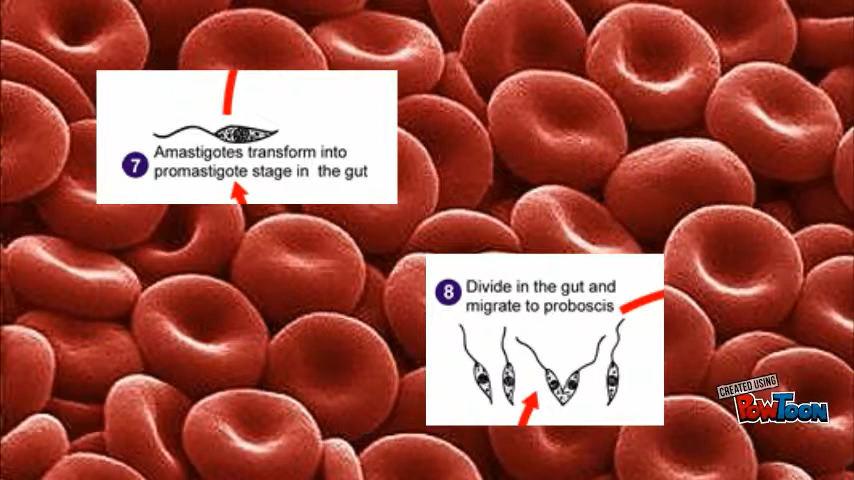 7
Amastigotes transform into
promastigote stage in the gut
8
Divide in the gut and
migrate to proboscis
CREATED USING
POWTOON